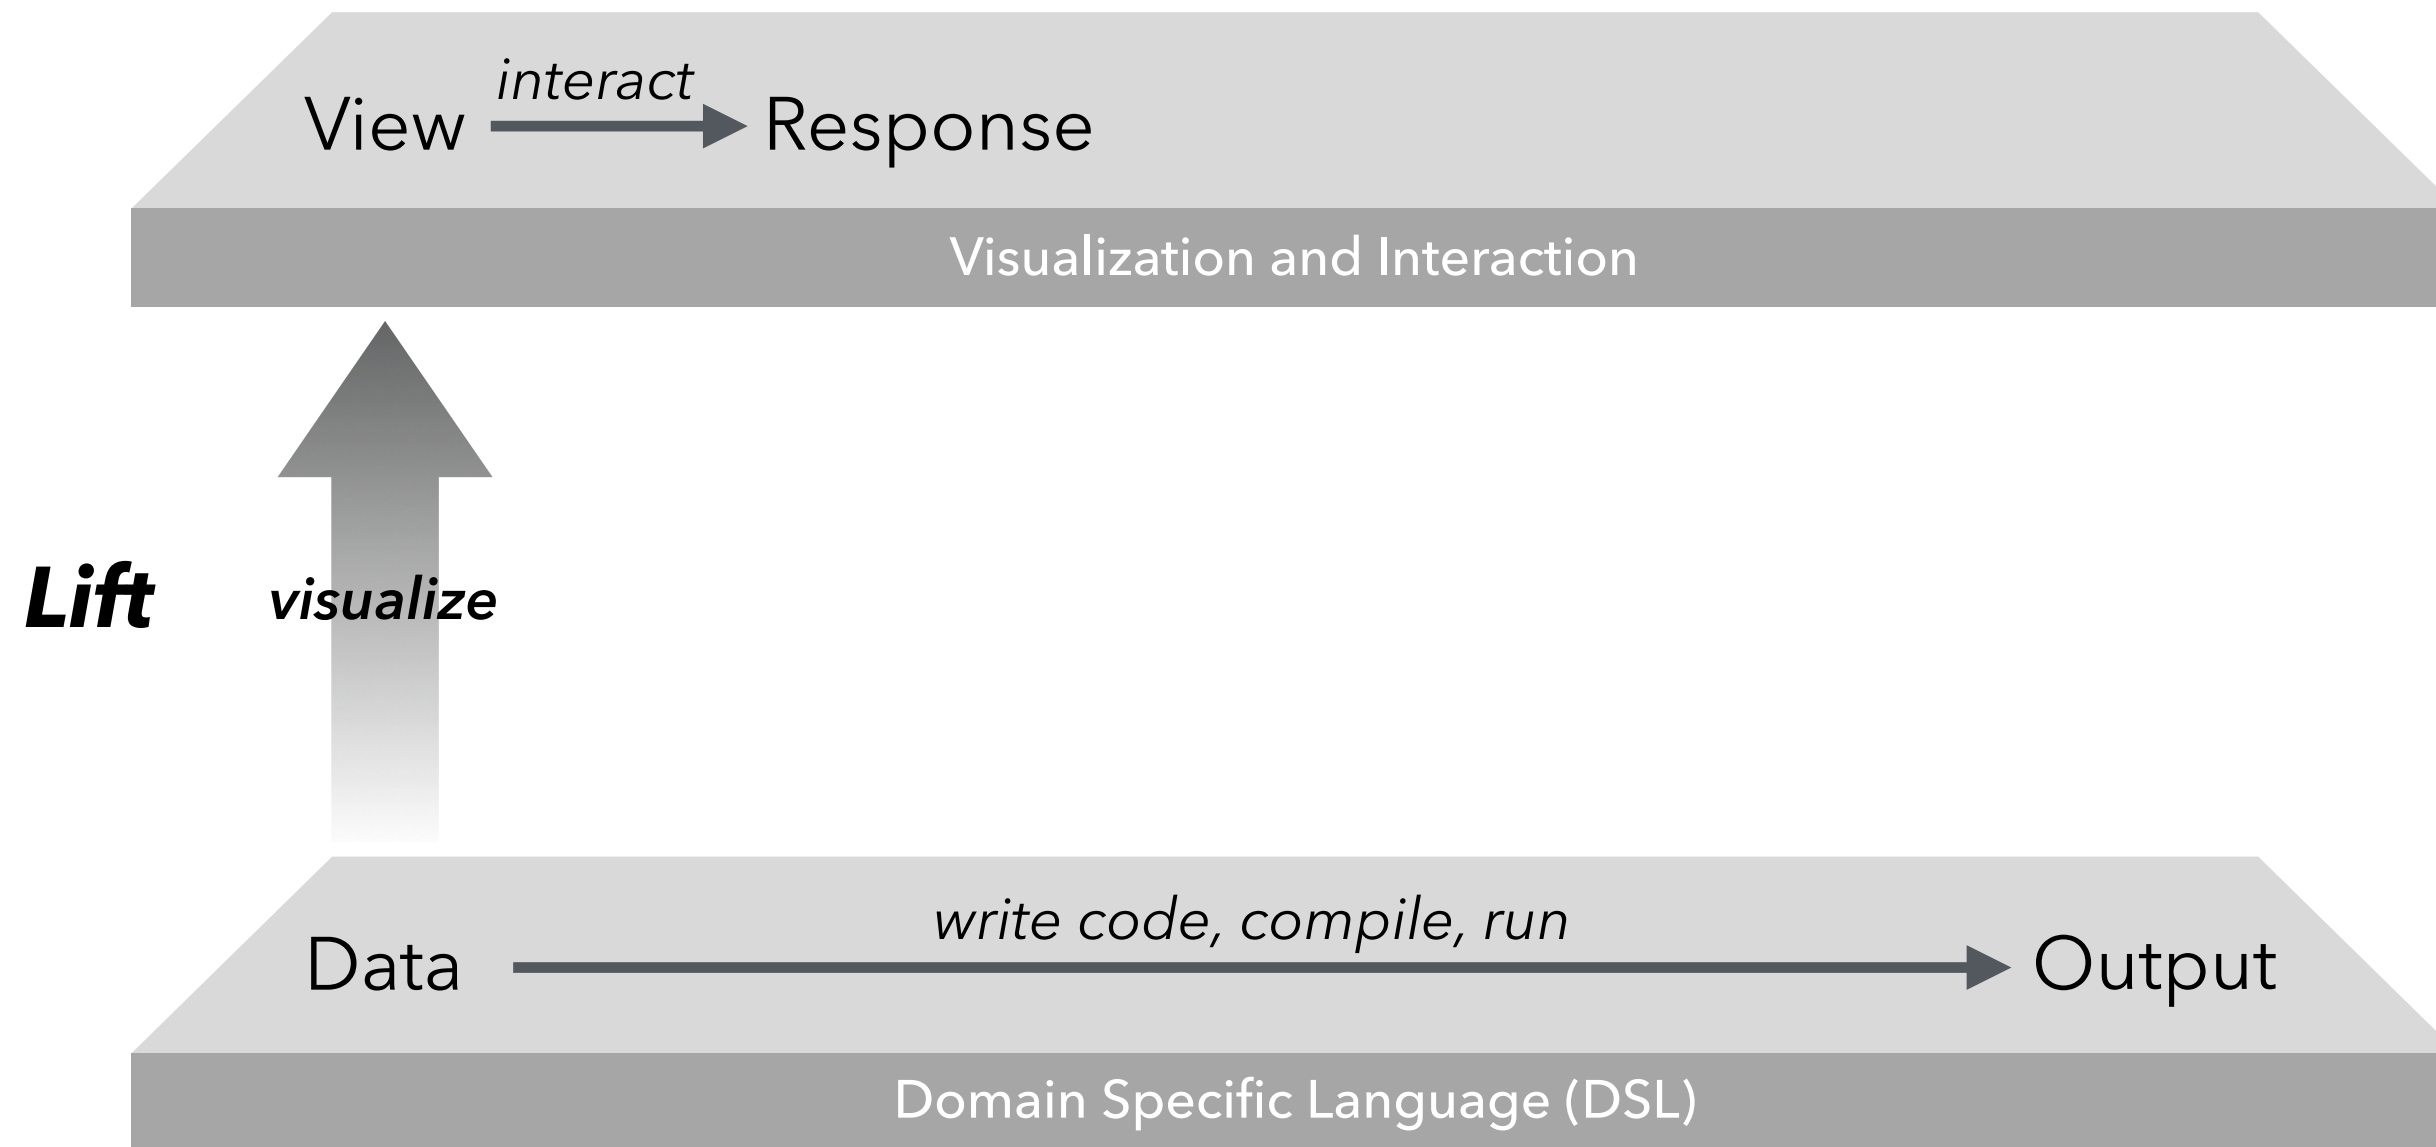 interact
View
Response
Visualization and Interaction
Lift
visualize
write code, compile, run
Data
Output
Domain Specific Language (DSL)